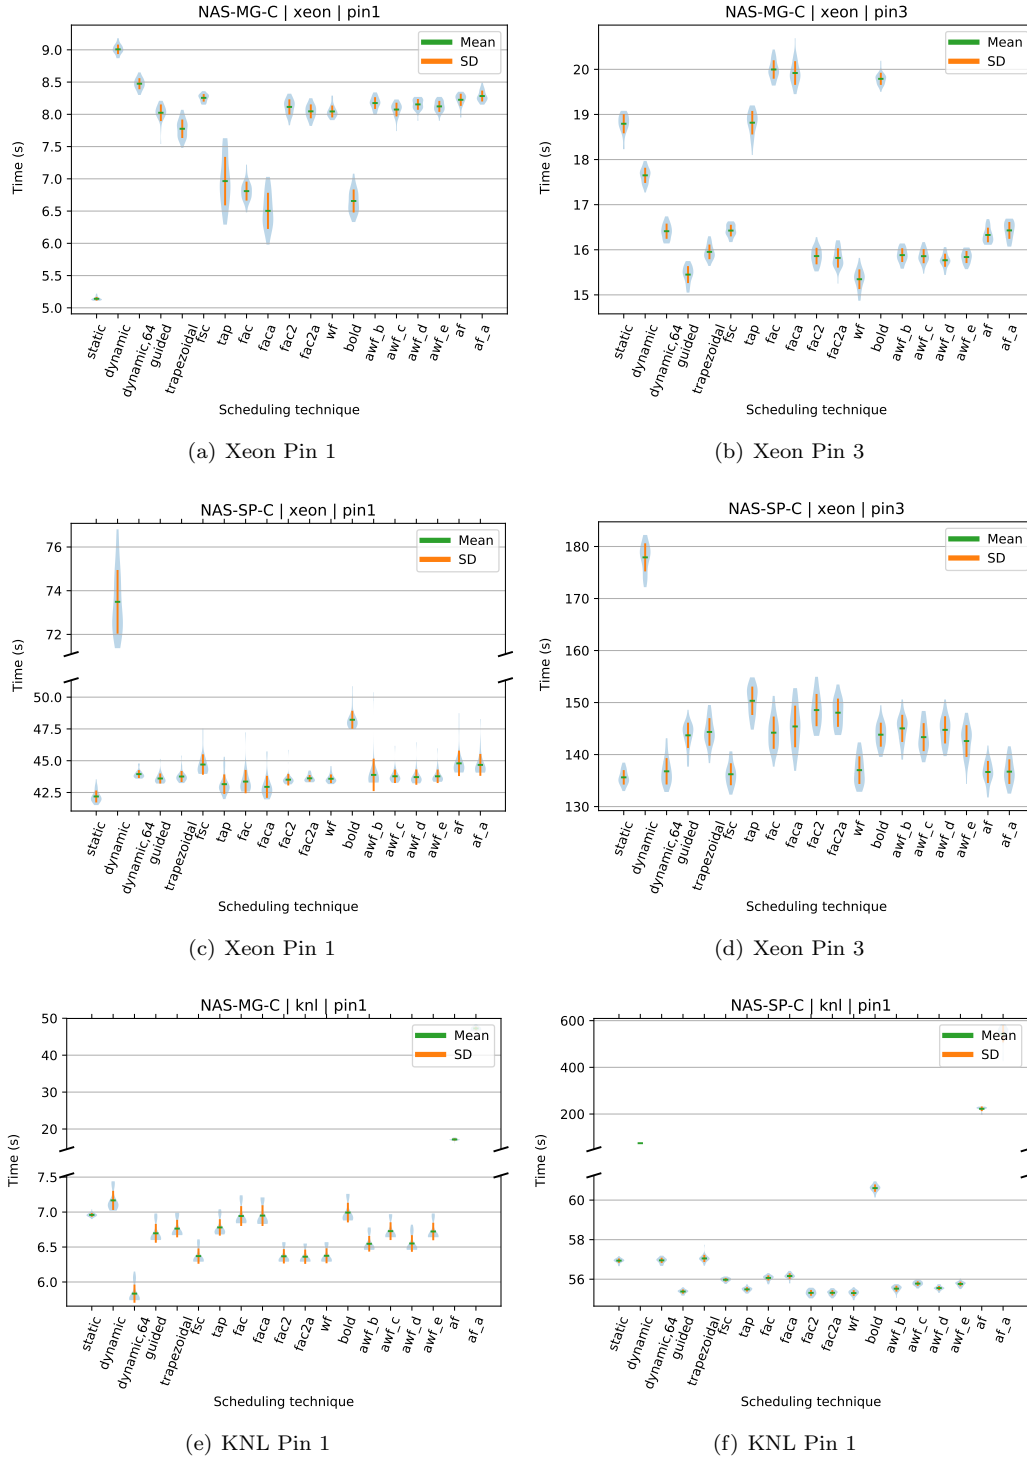 NAS-MG-C | xeon | pin1
Mean
SD
Time (s)
9.0
8.5
8.0
7.5
7.0
6.5
6.0
5.5
5.0
static
dynamic
dynamic,64
guided
trapezoidal
fsc
tap
fac
faca
fac2
fac2a
wf
bold
awf_b
awf_c
awf_d
awf_e
af
af_a
Scheduling technique
(a) Xeon Pin 1
NAS-MG-C | xeon | pin3
Mean
SD
Time (s)
20
19
18
17
16
15
static
dynamic
dynamic,64
guided
trapezoidal
fsc
tap
fac
faca
fac2
fac2a
wf
bold
awf_b
awf_c
awf_d
awf_e
af
af_a
Scheduling technique
(b) Xeon Pin 3
NAS-SP-C | xeon | pin1
Mean
SD
Time (s)
76
74
72
50.0
47.5
45.0
42.5
static
dynamic
dynamic,64
guided
trapezoidal
fsc
tap
fac
faca
fac2
fac2a
wf
bold
awf_b
awf_c
awf_d
awf_e
af
af_a
Scheduling technique
(c) Xeon Pin 1
NAS-SP-C | xeon | pin3
Mean
SD
Time (s)
180
170
160
150
140
130
static
dynamic
dynamic,64
guided
trapezoidal
fsc
tap
fac
faca
fac2
fac2a
wf
bold
awf_b
awf_c
awf_d
awf_e
af
af_a
Scheduling technique
(d) Xeon Pin 3
NAS-MG-C | knl | pin1
Mean
SD
Time (s)
50
40
30
20
7.5
7.0
6.5
6.0
static
dynamic
dynamic,64
guided
trapezoidal
fsc
tap
fac
faca
fac2
fac2a
wf
bold
awf_b
awf_c
awf_d
awf_e
af
af_a
Scheduling technique
(e) KNL Pin 1
NAS-SP-C | knl | pin1
Mean
SD
Time (s)
600
400
200
60
58
56
static
dynamic
dynamic,64
guided
trapezoidal
fsc
tap
fac
faca
fac2
fac2a
wf
bold
awf_b
awf_c
awf_d
awf_e
af
af_a
Scheduling technique
(f) KNL Pin 1